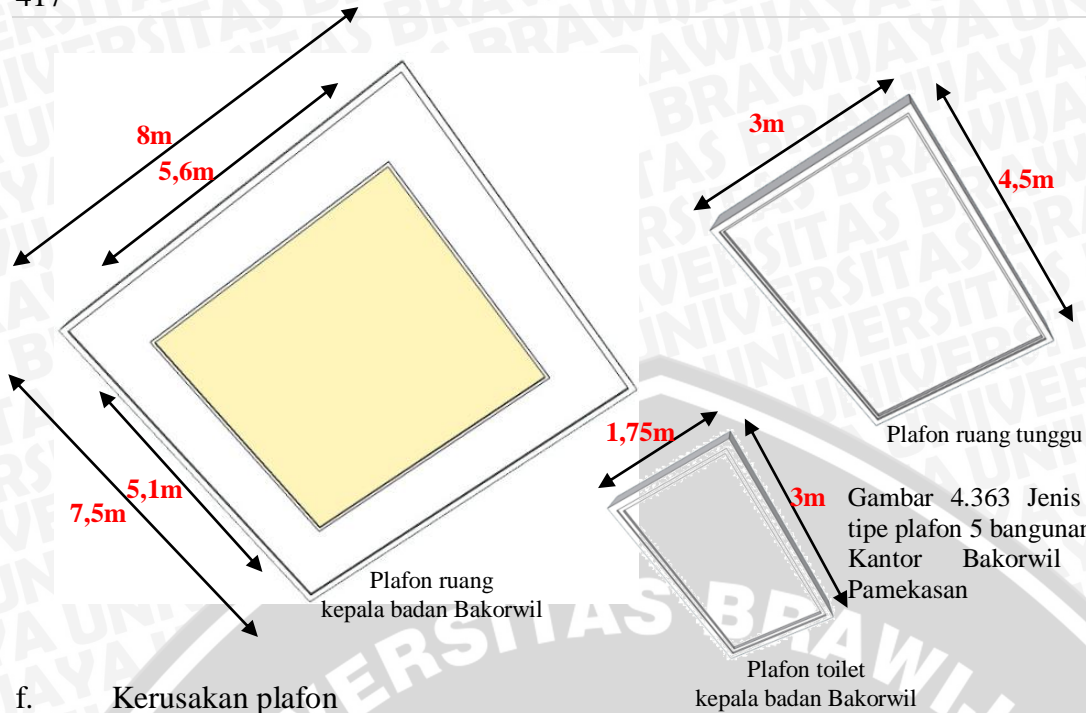 8m
5,6m
3m
4,5m
7,5m
5,1m
Plafon ruang
kepala badan Bakorwil
Plafon ruang tunggu
1,75m
3m
Gambar 4.363 Jenis
tipe plafon 5 bangunan
Kantor Bakorwil
Pamekasan
Plafon toilet
kepala badan Bakorwil
f. Kerusakan plafon